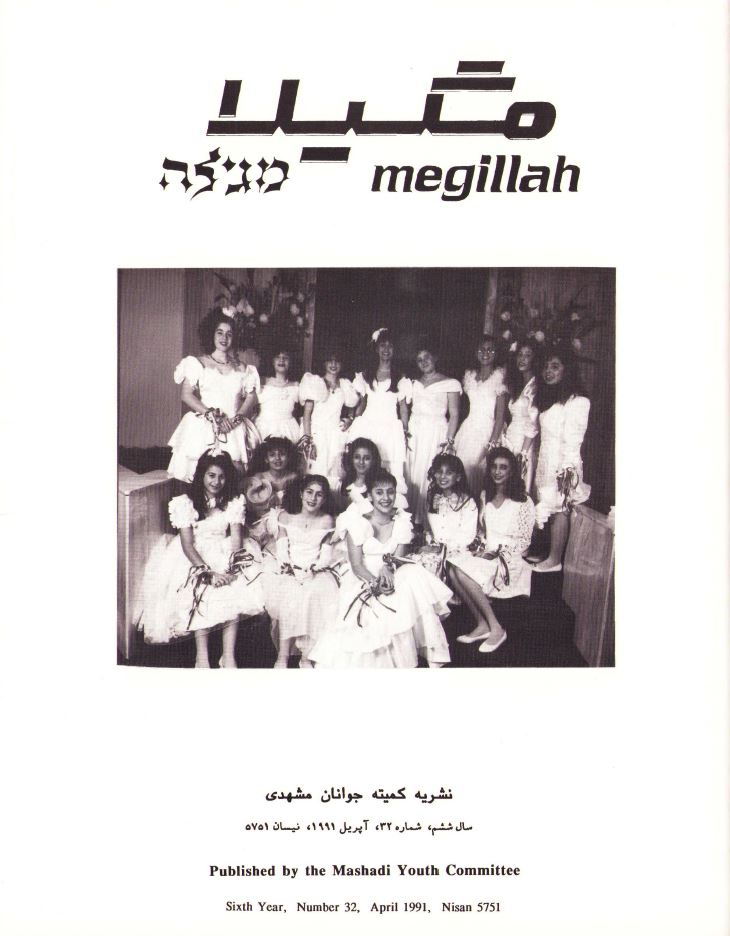 مگیلا
מגילה megillah
نشریه کمیته جوانان مشهدی
سال ششم، شماره ۳۲، آپریل ۱۹۹۱، نیسان ۵۷۵۱
Published by the Mashadi Youth Committee
Sixth Year, Number 32, April 1991, Nisan 5751